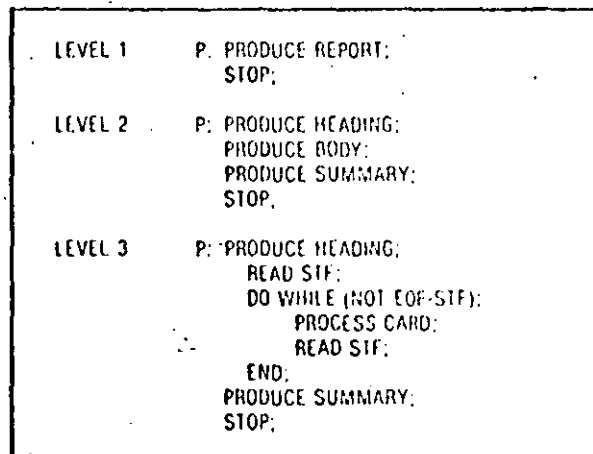 LEVEL 1 P. PRODUCE REPORT;
STOP;
LEVEL 2 P: PRODUCE HEADING;
PRODUCE BODY;
PRODUCE SUMMARY;
STOP.
LEVEL 3 P: PRODUCE HEADING;
READ STF;
DO WHILE (NOT EOF-STF);
PROCESS CARD;
READ STF;
END;
PRODUCE SUMMARY;
STOP;